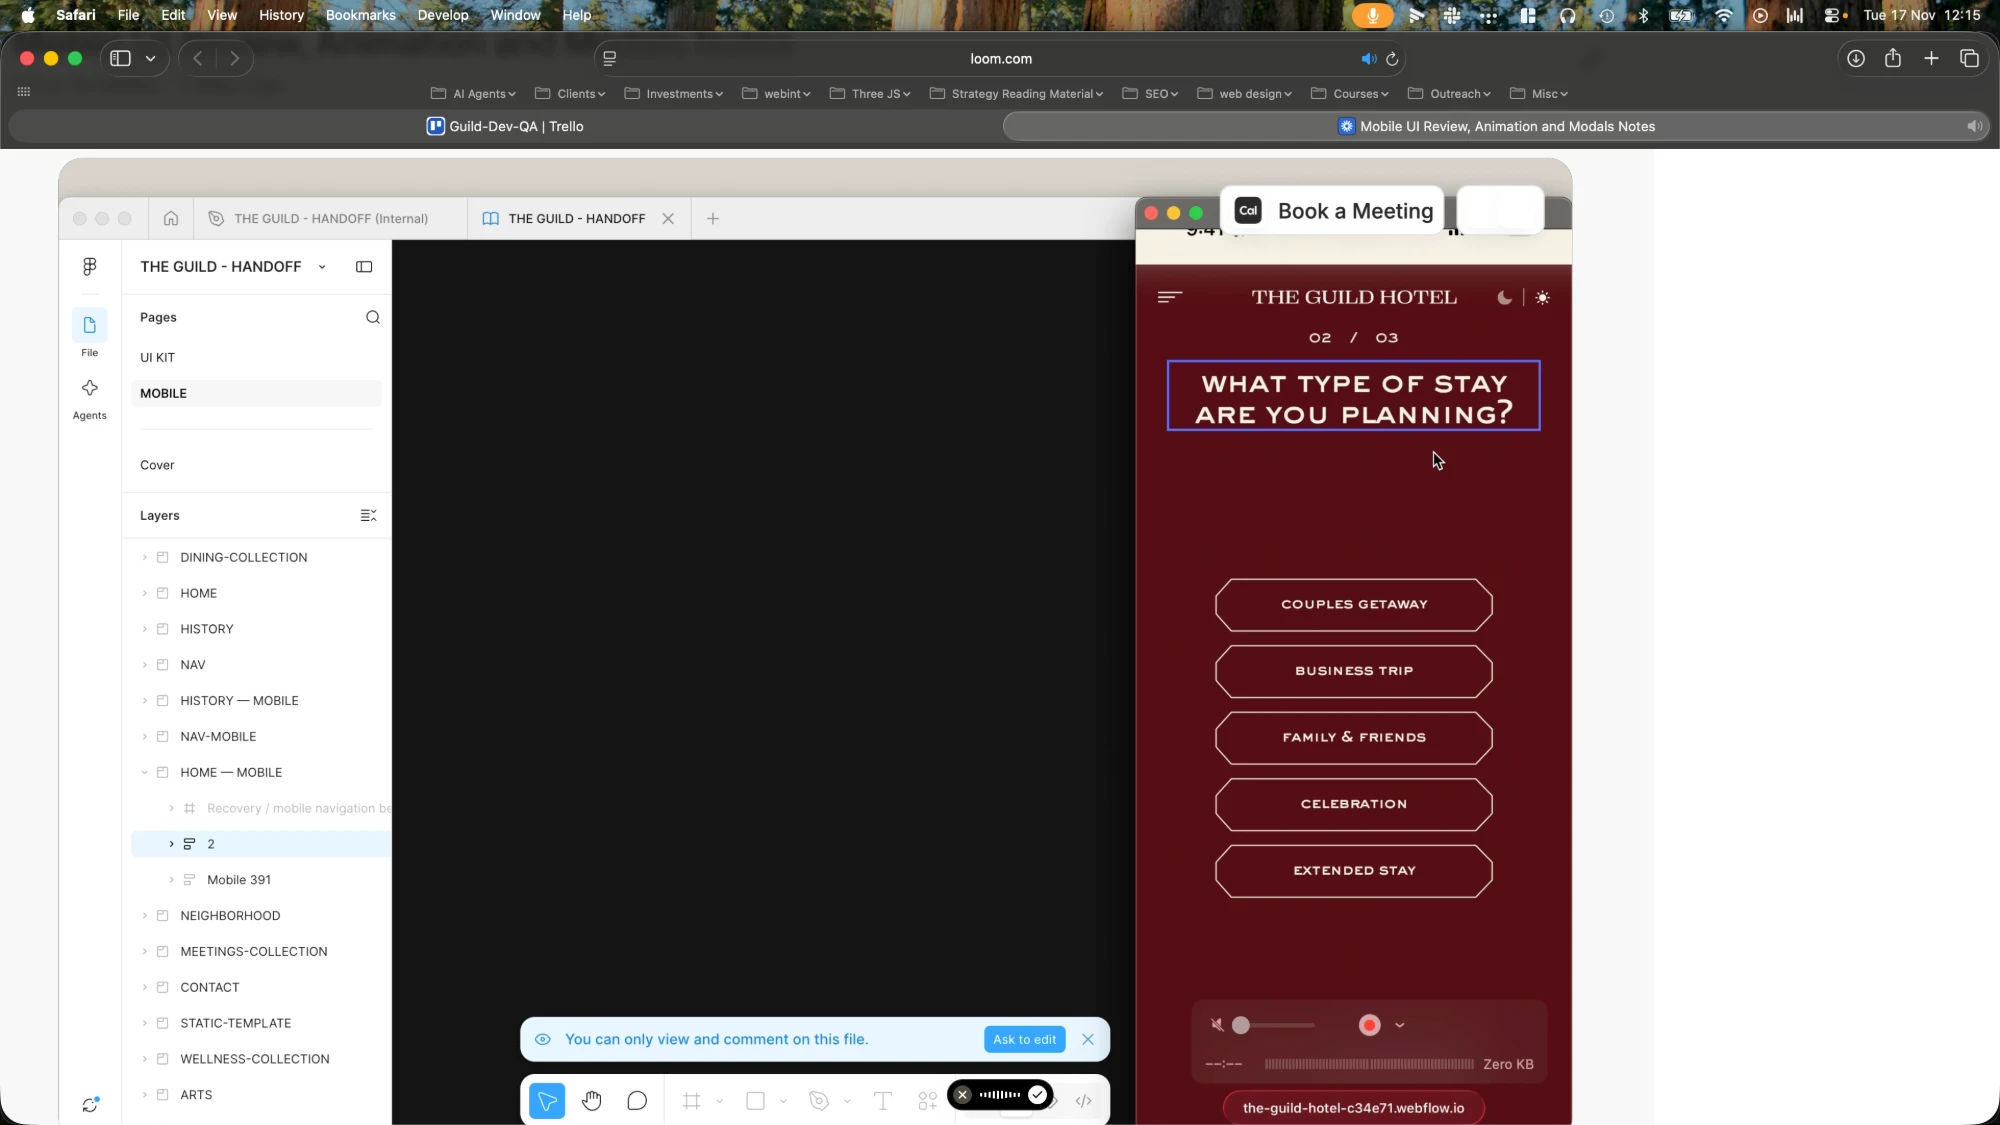 Safari File Edit View History Bookmarks Develop Window Help Tue 17 Nov 12:15
loom.com
AI Agents Clients Investments webint Three JS Strategy Reading Material SEO web design Courses Outreach Misc
Guild-Dev-QA | Trello Mobile UI Review, Animation and Modals Notes
THE GUILD - HANDOFF (Internal) THE GUILD - HANDOFF
Cal Book a Meeting
9:41
THE GUILD - HANDOFF
Pages
File
UI KIT
MOBILE
Agents
Cover
Layers
DINING-COLLECTION
HOME
HISTORY
NAV
HISTORY — MOBILE
NAV-MOBILE
HOME — MOBILE
Recovery / mobile navigation be
2
Mobile 391
NEIGHBORHOOD
MEETINGS-COLLECTION
CONTACT
STATIC-TEMPLATE
WELLNESS-COLLECTION
ARTS
You can only view and comment on this file. Ask to edit
THE GUILD HOTEL
02 / 03
WHAT TYPE OF STAY
ARE YOU PLANNING?
COUPLES GETAWAY
BUSINESS TRIP
FAMILY & FRIENDS
CELEBRATION
EXTENDED STAY
--:-- Zero KB
the-guild-hotel-c34e71.webflow.io